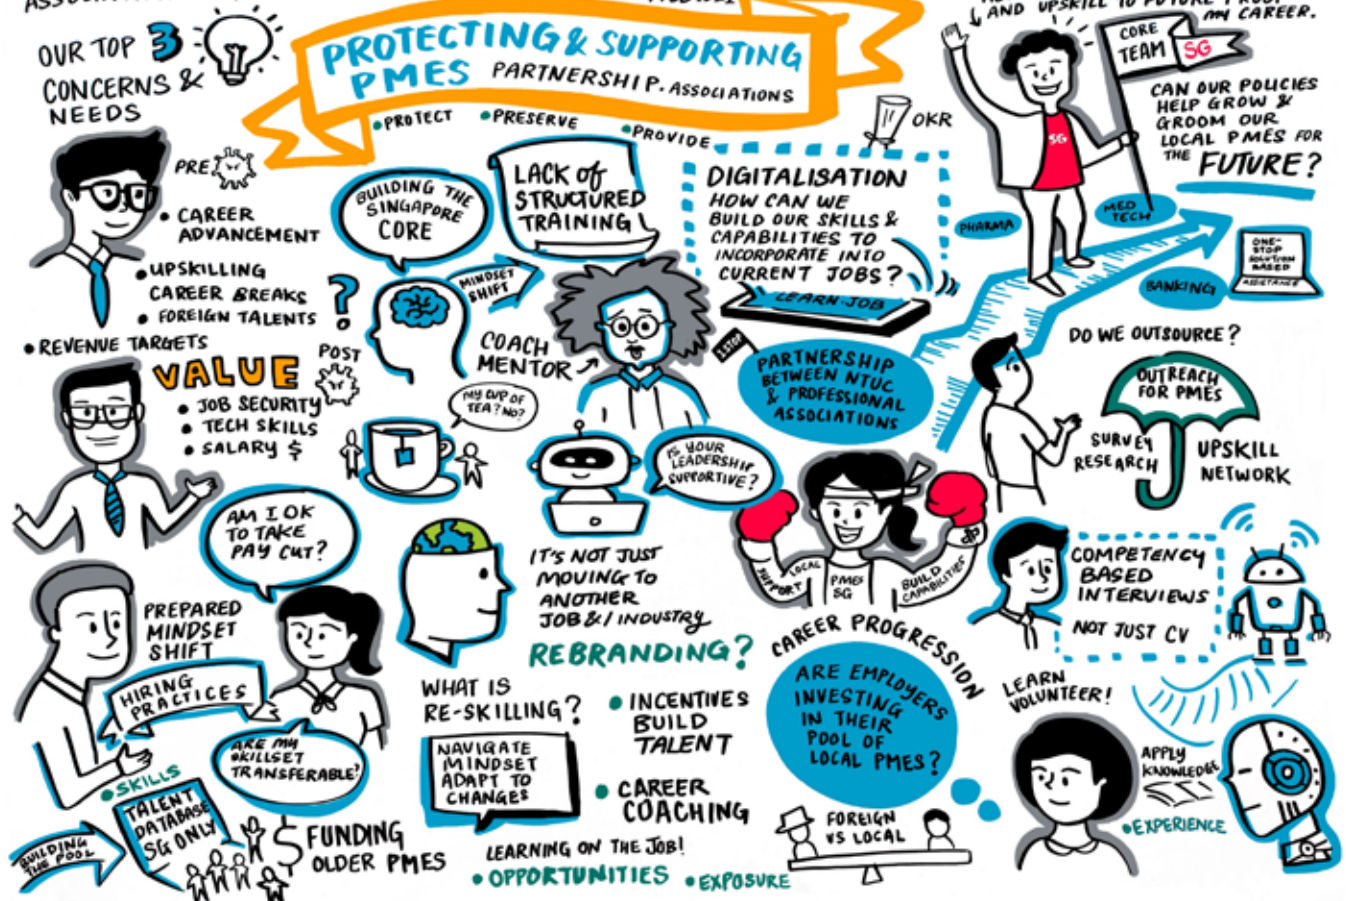 OUR TOP 3
CONCERNS &
NEEDS
PROTECTING & SUPPORTING
PMES PARTNERSHIP. ASSOCIATIONS
• PROTECT • PRESERVE • PROVIDE
PRE
• CAREER
ADVANCEMENT
• UPSKILLING
CAREER BREAKS
• FOREIGN TALENTS
?
• REVENUE TARGETS
VALUE
POST
• JOB SECURITY
• TECH SKILLS
• SALARY $
BUILDING THE
SINGAPORE
CORE
MINDSET
SHIFT
LACK of
STRUCTURED
TRAINING
COACH
MENTOR
MY CUP OF
TEA? NO?
DIGITALISATION
HOW CAN WE
BUILD OUR SKILLS &
CAPABILITIES TO
INCORPORATE INTO
CURRENT JOBS?
LEARN-JOB
OKR
AND UPSKILL TO FUTURE PROOF
MY CAREER.
CORE
TEAM SG
SG
CAN OUR POLICIES
HELP GROW &
GROOM OUR
LOCAL PMES FOR
THE FUTURE?
PHARMA
MED
TECH
BANKING
ONE-
STOP
SOLUTION
BASED
ASSISTANCE
1-STOP
PARTNERSHIP
BETWEEN NTUC
& PROFESSIONAL
ASSOCIATIONS
DO WE OUTSOURCE?
OUTREACH
FOR PMES
SURVEY
RESEARCH
UPSKILL
NETWORK
AM I OK
TO TAKE
PAY CUT?
PREPARED
MINDSET
SHIFT
HIRING
PRACTICES
ARE MY
SKILLSET
TRANSFERABLE?
• SKILLS
TALENT
DATABASE
SG ONLY
BUILDING
THE POOL
$ FUNDING
OLDER PMES
IS YOUR
LEADERSHIP
SUPPORTIVE?
IT'S NOT JUST
MOVING TO
ANOTHER
JOB &/ INDUSTRY
REBRANDING?
WHAT IS
RE-SKILLING?
NAVIGATE
MINDSET
ADAPT TO
CHANGES
• INCENTIVES
BUILD
TALENT
• CAREER
COACHING
LEARNING ON THE JOB!
• OPPORTUNITIES • EXPOSURE
SUPPORT LOCAL
PMES
SG
BUILD
CAPABILITIES
CAREER PROGRESSION
ARE EMPLOYERS
INVESTING
IN THEIR
POOL OF
LOCAL PMES?
FOREIGN
VS LOCAL
COMPETENCY
BASED
INTERVIEWS
NOT JUST CV
LEARN
VOLUNTEER!
APPLY
KNOWLEDGE
• EXPERIENCE